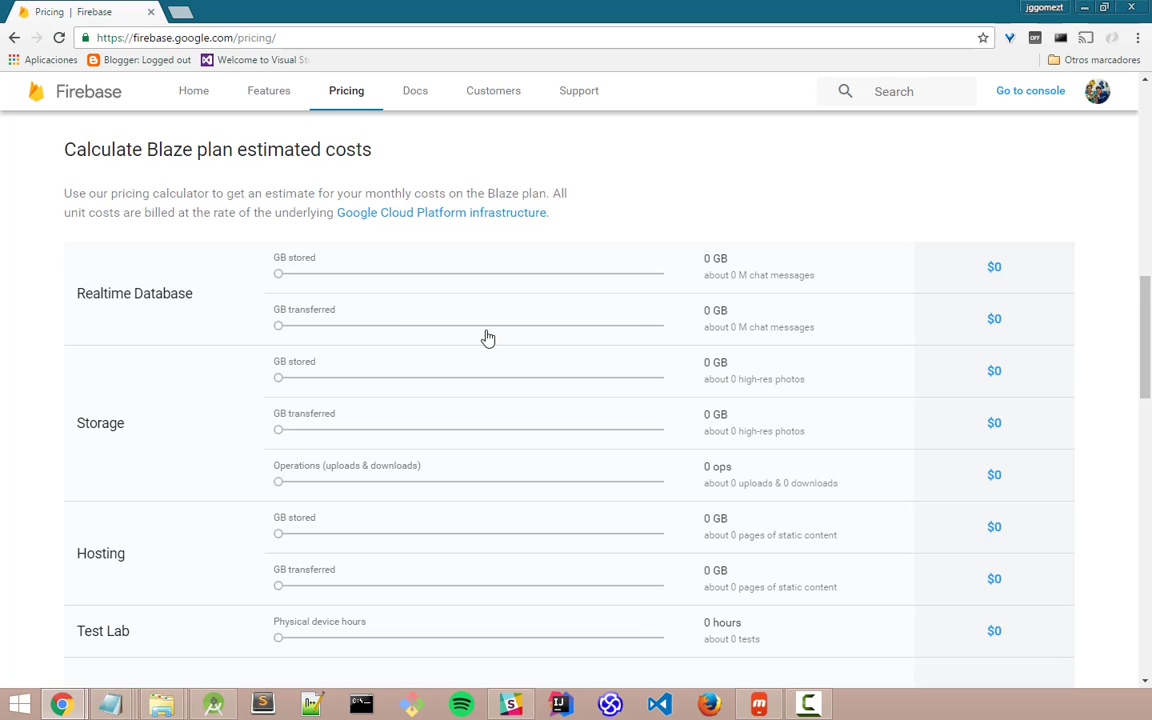 Pricing | Firebase
jggomezt
https://firebase.google.com/pricing/
OFF
Aplicaciones
Blogger: Logged out
Welcome to Visual St
Otros marcadores
Firebase
Home
Features
Pricing
Docs
Customers
Support
Search
Go to console
Calculate Blaze plan estimated costs
Use our pricing calculator to get an estimate for your monthly costs on the Blaze plan. All
unit costs are billed at the rate of the underlying Google Cloud Platform infrastructure.
Realtime Database
GB stored
0 GB
about 0 M chat messages
$0
GB transferred
0 GB
about 0 M chat messages
$0
Storage
GB stored
0 GB
about 0 high-res photos
$0
GB transferred
0 GB
about 0 high-res photos
$0
Operations (uploads & downloads)
0 ops
about 0 uploads & 0 downloads
$0
Hosting
GB stored
0 GB
about 0 pages of static content
$0
GB transferred
0 GB
about 0 pages of static content
$0
Test Lab
Physical device hours
0 hours
about 0 tests
$0